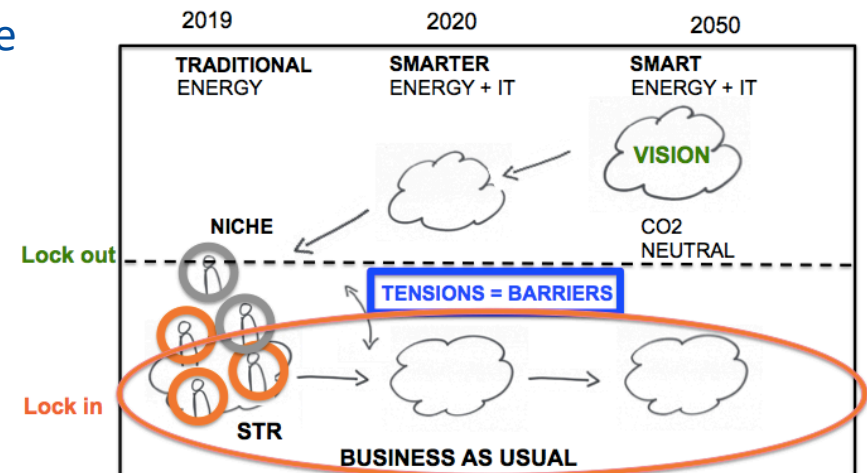 e
2019 2020 2050
TRADITIONAL SMARTER SMART
ENERGY ENERGY + IT ENERGY + IT
VISION
NICHE CO2
NEUTRAL
Lock out
TENSIONS = BARRIERS
Lock in
STR
BUSINESS AS USUAL